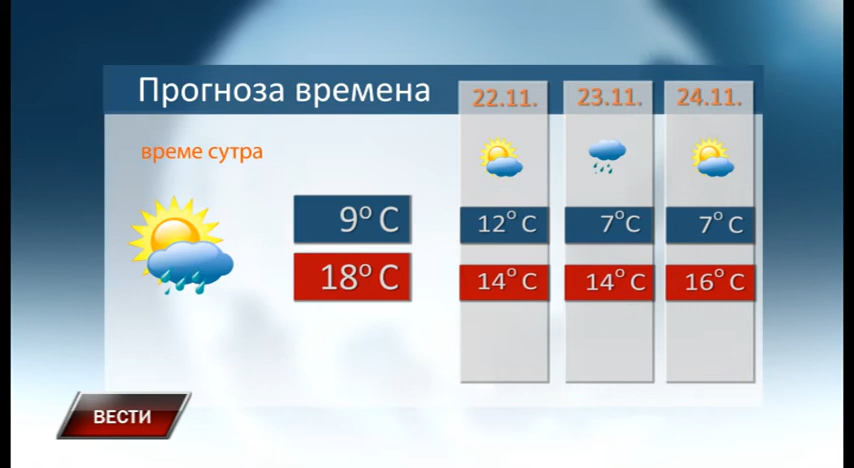 Прогноза времена
време сутра
9° C
18° C
22.11.
12° C
14° C
23.11.
7°C
14° C
24.11.
7° C
16° C
ВЕСТИ